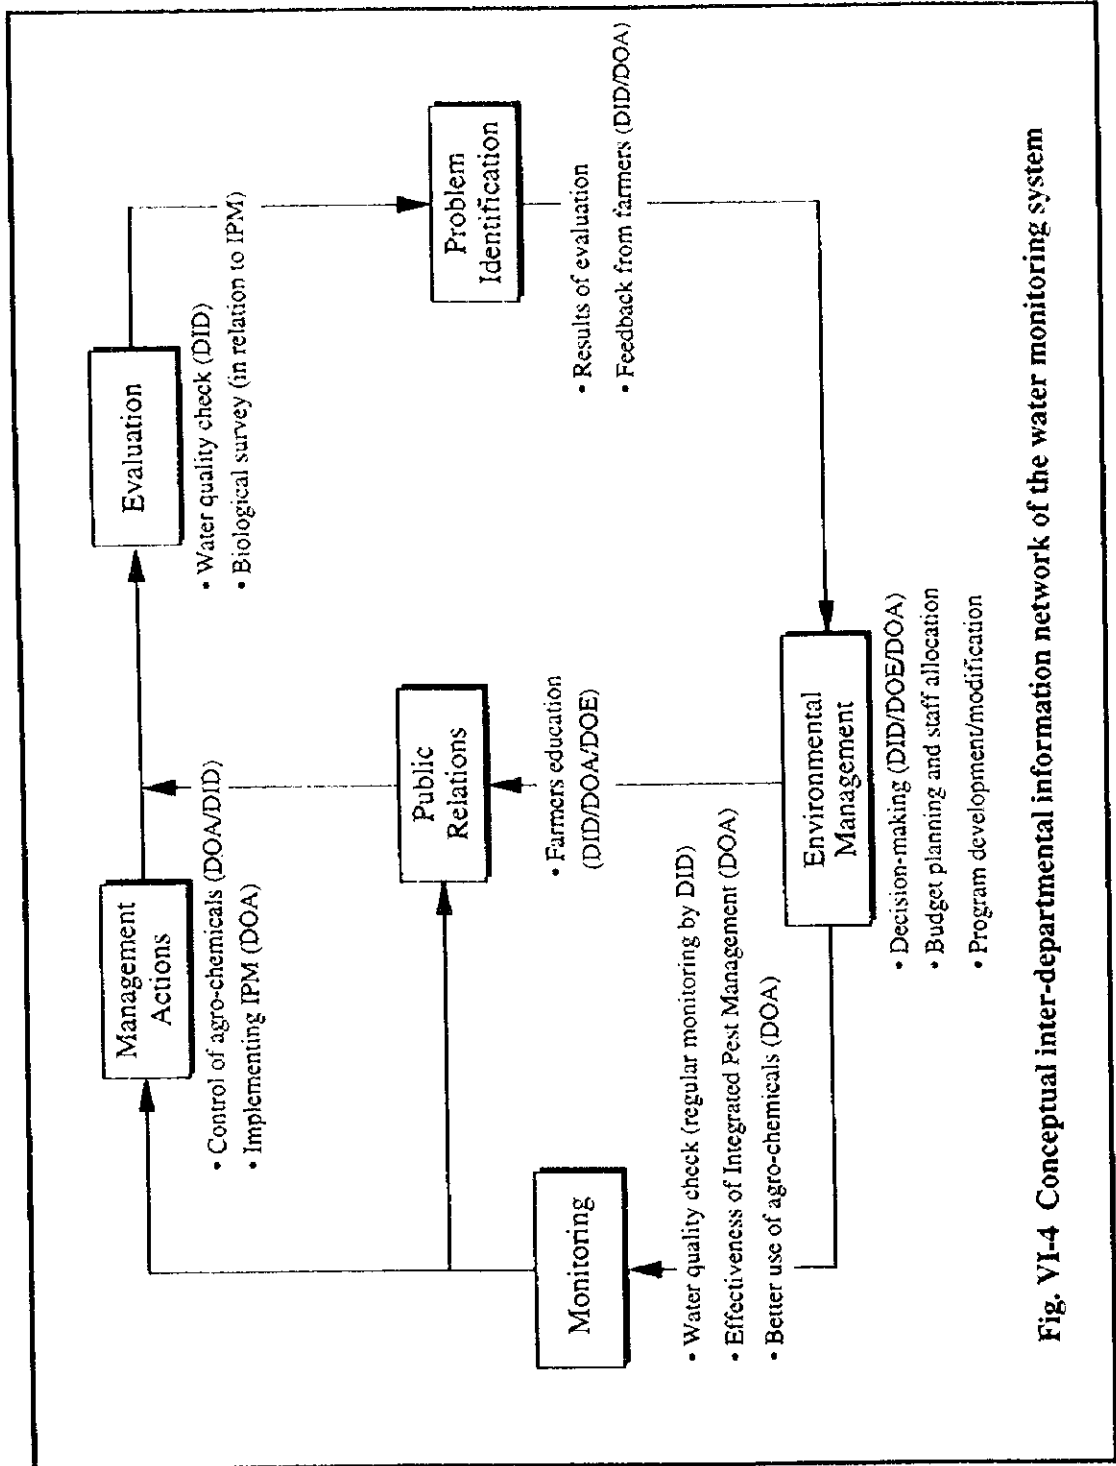 Management
Actions
• Control of agro-chemicals (DOA/DID)
• Implementing IPM (DOA)
Evaluation
• Water quality check (DID)
• Biological survey (in relation to IPM)
Monitoring
• Water quality check (regular monitoring by DID)
• Effectiveness of Integrated Pest Management (DOA)
• Better use of agro-chemicals (DOA)
Public
Relations
• Farmers education
(DID/DOA/DOE)
Problem
Identification
• Results of evaluation
• Feedback from farmers (DID/DOA)
Environmental
Management
• Decision-making (DID/DOE/DOA)
• Budget planning and staff allocation
• Program development/modification
Fig. VI-4 Conceptual inter-departmental information network of the water monitoring system